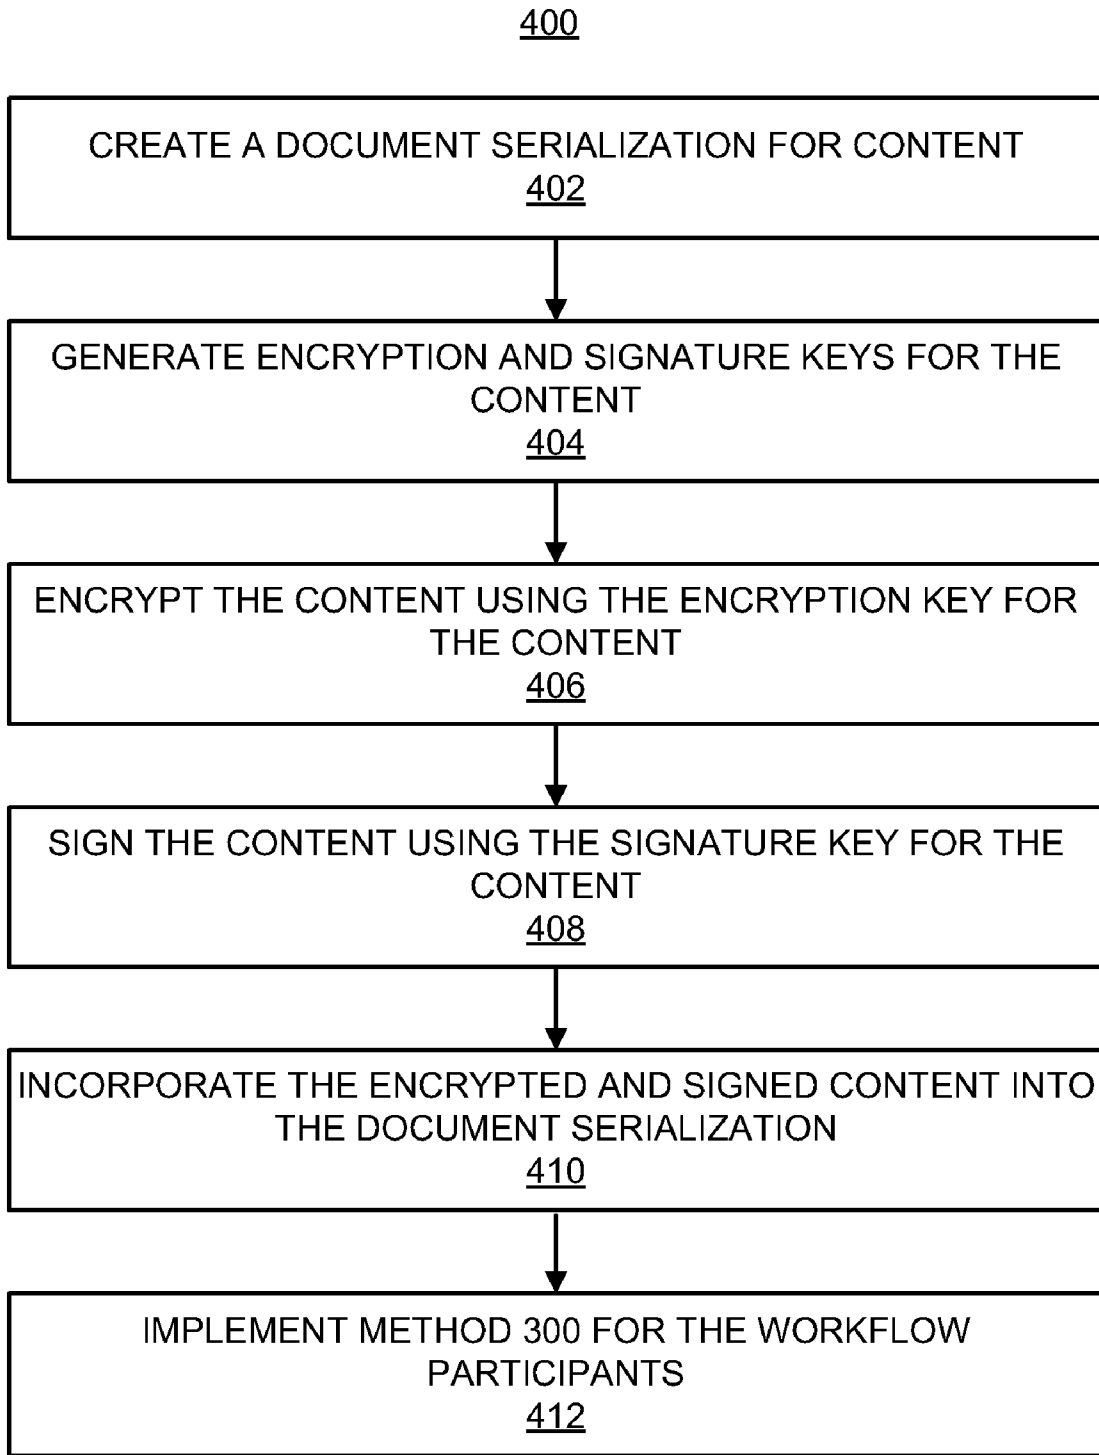 400
CREATE A DOCUMENT SERIALIZATION FOR CONTENT
402
GENERATE ENCRYPTION AND SIGNATURE KEYS FOR THE
CONTENT
404
ENCRYPT THE CONTENT USING THE ENCRYPTION KEY FOR
THE CONTENT
406
SIGN THE CONTENT USING THE SIGNATURE KEY FOR THE
CONTENT
408
INCORPORATE THE ENCRYPTED AND SIGNED CONTENT INTO
THE DOCUMENT SERIALIZATION
410
IMPLEMENT METHOD 300 FOR THE WORKFLOW
PARTICIPANTS
412